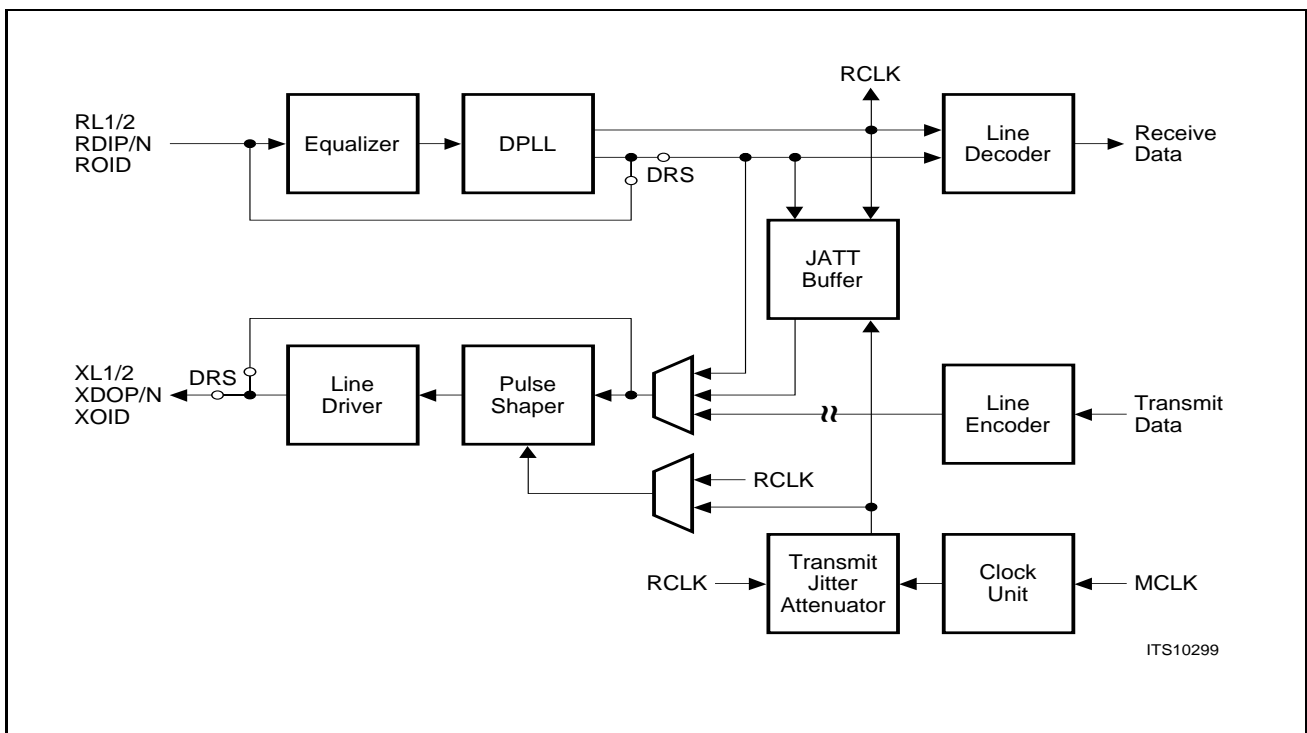 RCLK
RL1/2
RDIP/N
ROID
Equalizer
DPLL
DRS
Line
Decoder
Receive
Data
JATT
Buffer
XL1/2
XDOP/N
XOID
DRS
Line
Driver
Pulse
Shaper
Line
Encoder
Transmit
Data
RCLK
RCLK
Transmit
Jitter
Attenuator
Clock
Unit
MCLK
ITS10299